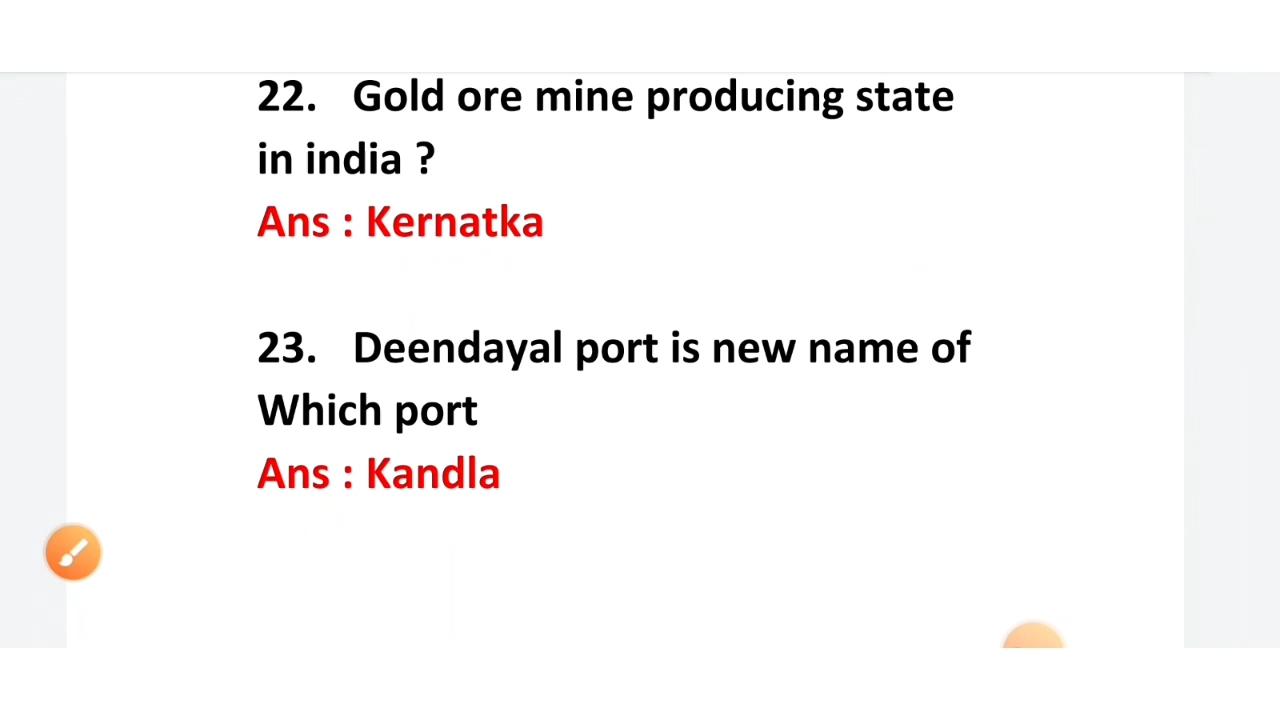 22. Gold ore mine producing state
in india ?
Ans : Kernatka
23. Deendayal port is new name of
Which port
Ans : Kandla